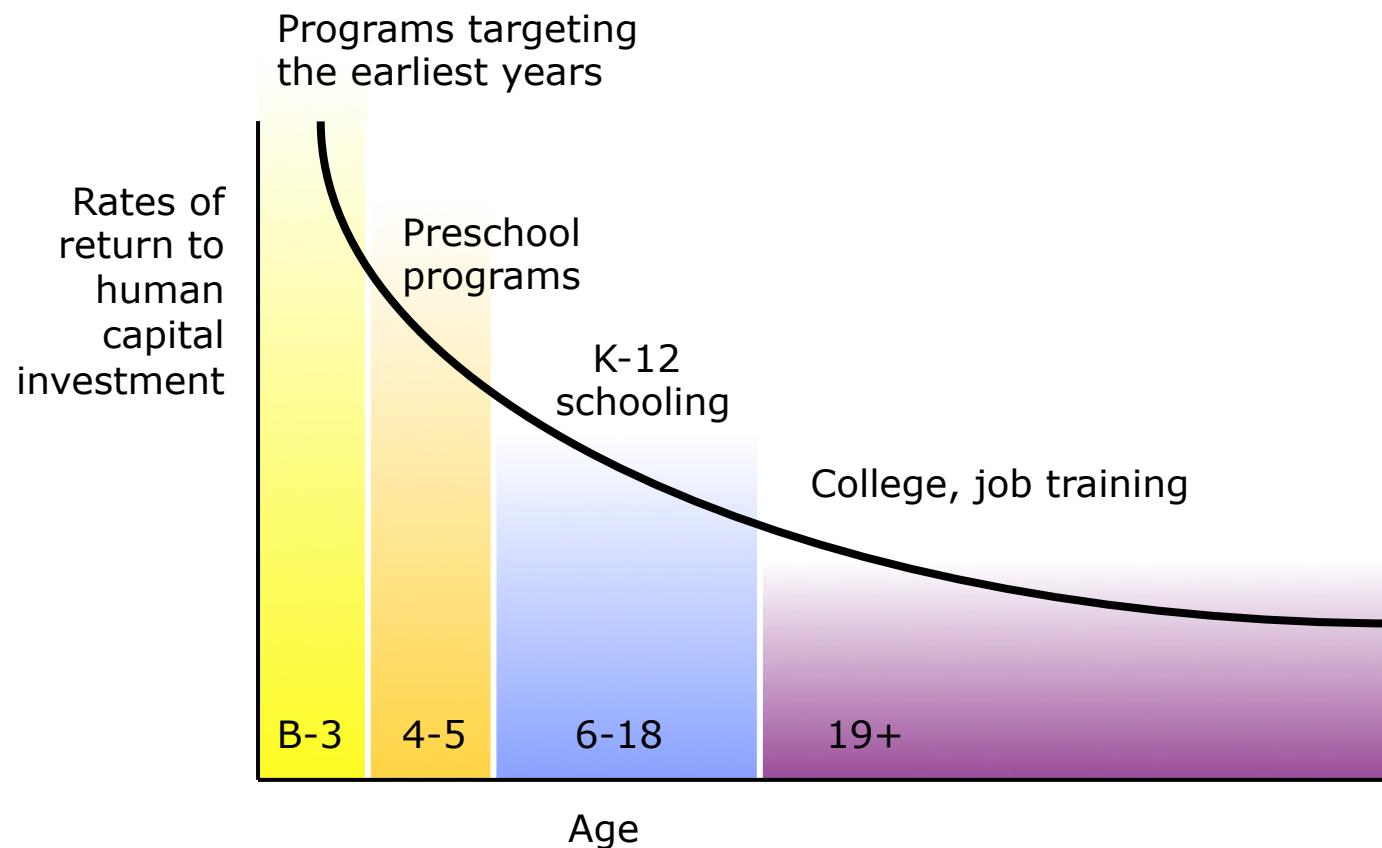 Programs targeting
the earliest years
Rates of
return to
human
capital
investment
Preschool
programs
K-12
schooling
College, job training
B-3
4-5
6-18
19+
Age